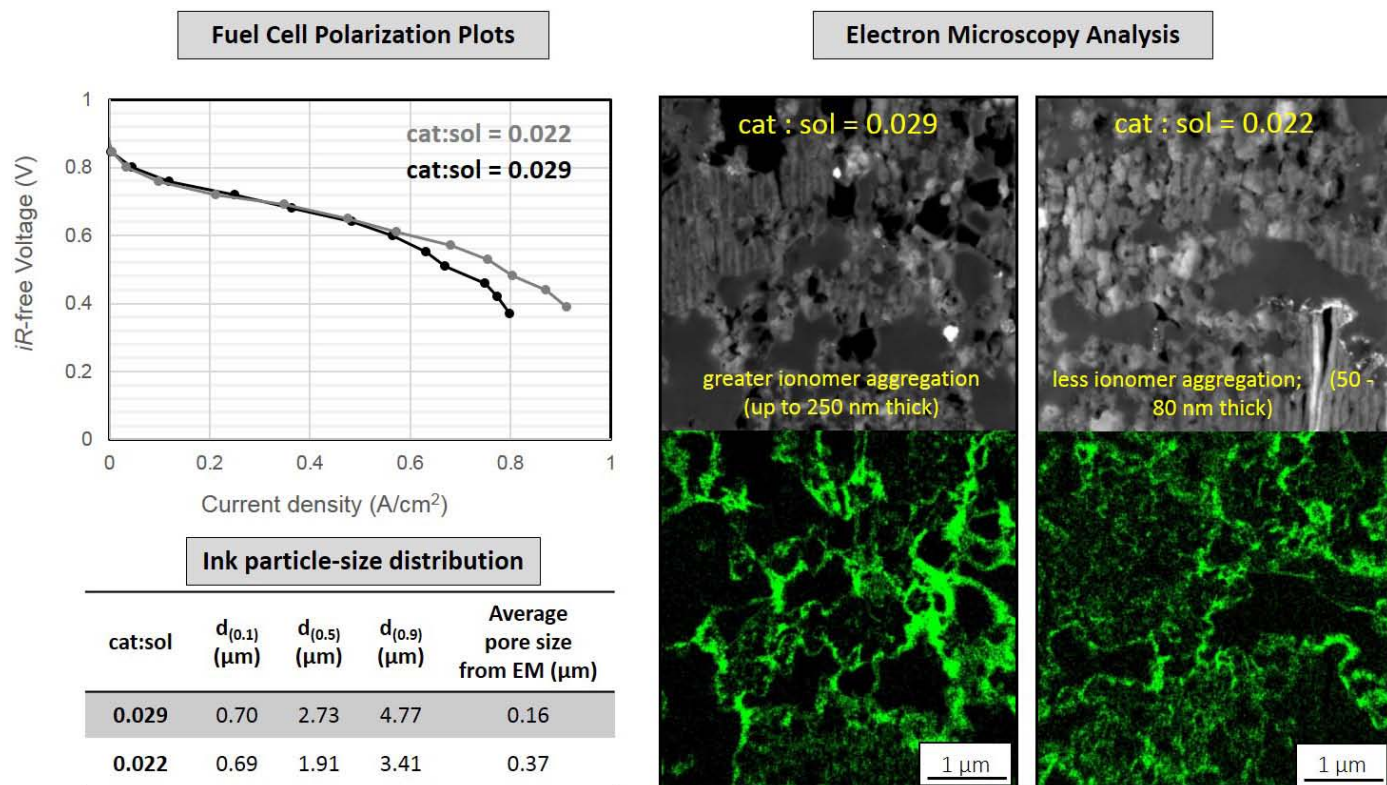 Fuel Cell Polarization Plots
1
0.8
0.6
0.4
0.2
0
iR-free Voltage (V)
cat:sol = 0.022
cat:sol = 0.029
0 0.2 0.4 0.6 0.8 1
Current density (A/cm²)
Ink particle-size distribution
cat:sol d(0.1) (µm) d(0.5) (µm) d(0.9) (µm) Average pore size from EM (µm)
0.029 0.70 2.73 4.77 0.16
0.022 0.69 1.91 3.41 0.37
Electron Microscopy Analysis
cat : sol = 0.029
greater ionomer aggregation
(up to 250 nm thick)
1 µm
cat : sol = 0.022
less ionomer aggregation; (50 -
80 nm thick)
1 µm